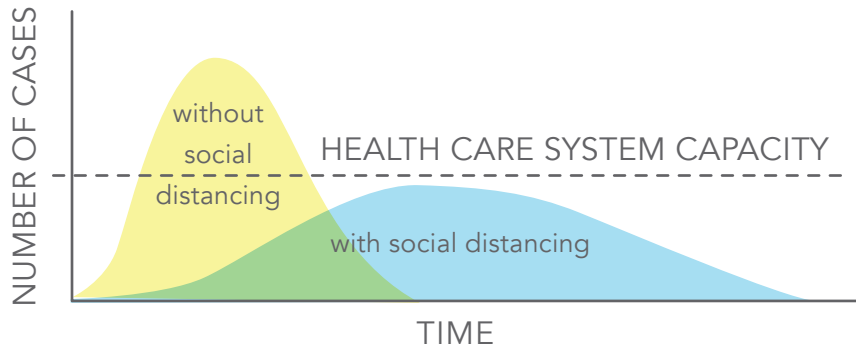 NUMBER OF CASES
without
social
distancing
HEALTH CARE SYSTEM CAPACITY
with social distancing
TIME